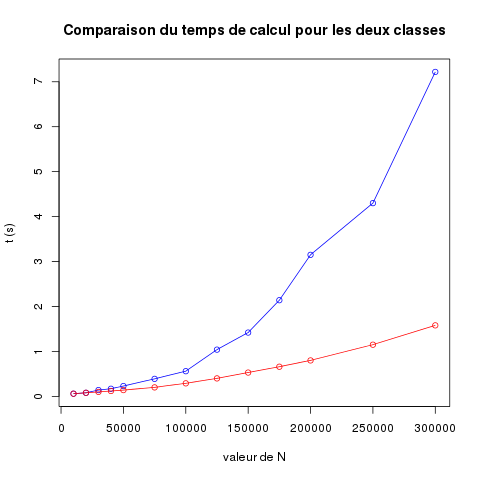 Comparaison du temps de calcul pour les deux classes
7
6
5
4
3
2
1
0
t (s)
0 50000 100000 150000 200000 250000 300000
valeur de N